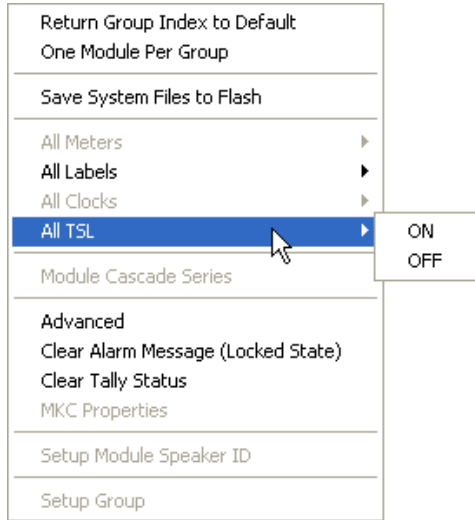 Return Group Index to Default
One Module Per Group
Save System Files to Flash
All Meters
All Labels
All Clocks
All TSL
ON
OFF
Module Cascade Series
Advanced
Clear Alarm Message (Locked State)
Clear Tally Status
MKC Properties
Setup Module Speaker ID
Setup Group